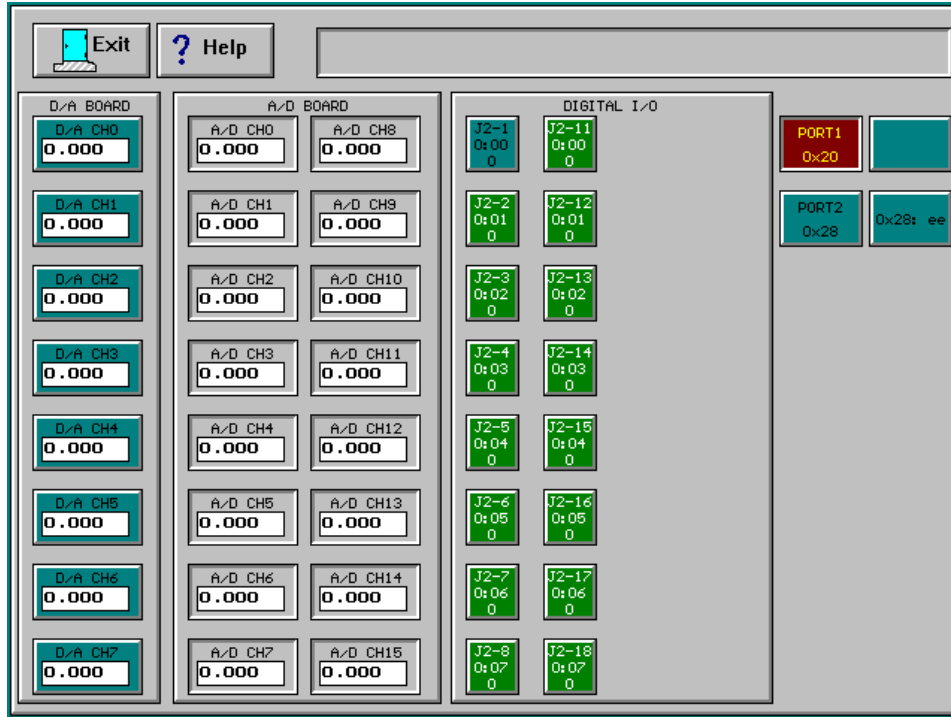 Exit
Help
D/A BOARD
D/A CH0
0.000
D/A CH1
0.000
D/A CH2
0.000
D/A CH3
0.000
D/A CH4
0.000
D/A CH5
0.000
D/A CH6
0.000
D/A CH7
0.000
A/D BOARD
A/D CH0
0.000
A/D CH8
0.000
A/D CH1
0.000
A/D CH9
0.000
A/D CH2
0.000
A/D CH10
0.000
A/D CH3
0.000
A/D CH11
0.000
A/D CH4
0.000
A/D CH12
0.000
A/D CH5
0.000
A/D CH13
0.000
A/D CH6
0.000
A/D CH14
0.000
A/D CH7
0.000
A/D CH15
0.000
DIGITAL I/O
J2-1
0:00
0
J2-11
0:00
0
J2-2
0:01
0
J2-12
0:01
0
J2-3
0:02
0
J2-13
0:02
0
J2-4
0:03
0
J2-14
0:03
0
J2-5
0:04
0
J2-15
0:04
0
J2-6
0:05
0
J2-16
0:05
0
J2-7
0:06
0
J2-17
0:06
0
J2-8
0:07
0
J2-18
0:07
0
PORT1
0x20
PORT2
0x28
0x28: ee